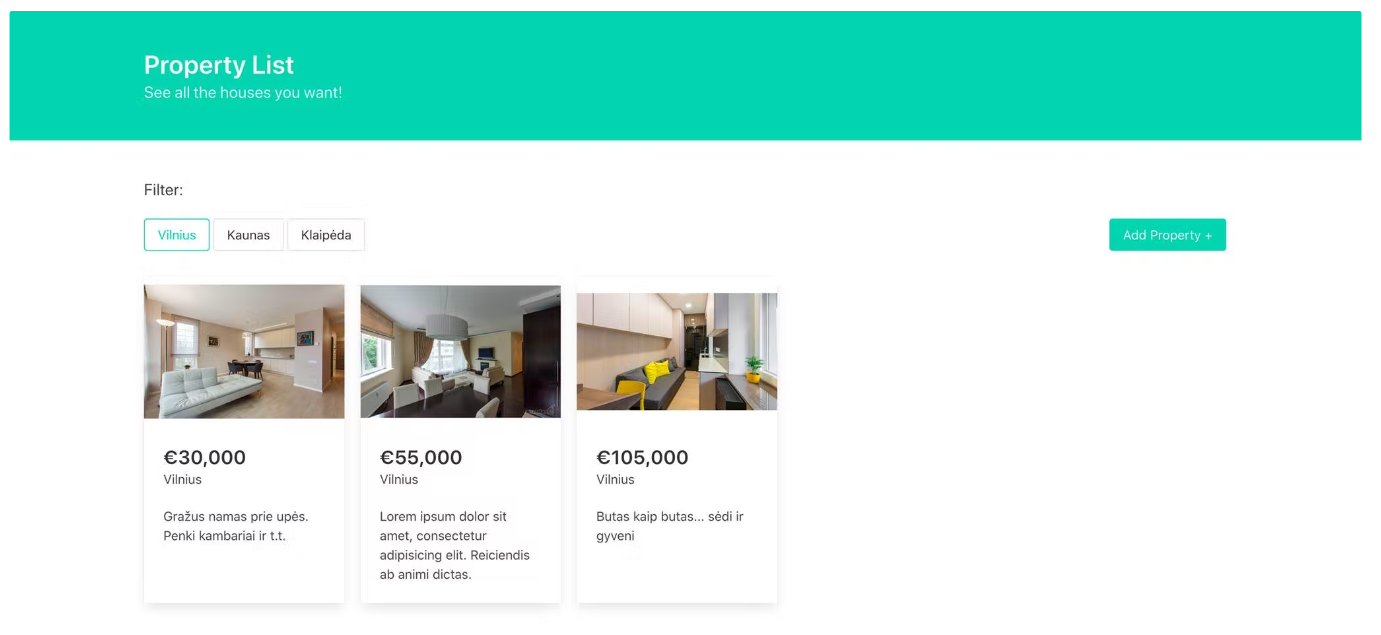 Property List
See all the houses you want!
Filter:
Vilnius Kaunas Klaipėda Add Property +
€30,000
Vilnius
Gražus namas prie upės.
Penki kambariai ir t.t.
€55,000
Vilnius
Lorem ipsum dolor sit
amet, consectetur
adipisicing elit. Reiciendis
ab animi dictas.
€105,000
Vilnius
Butas kaip butas... sėdi ir
gyveni